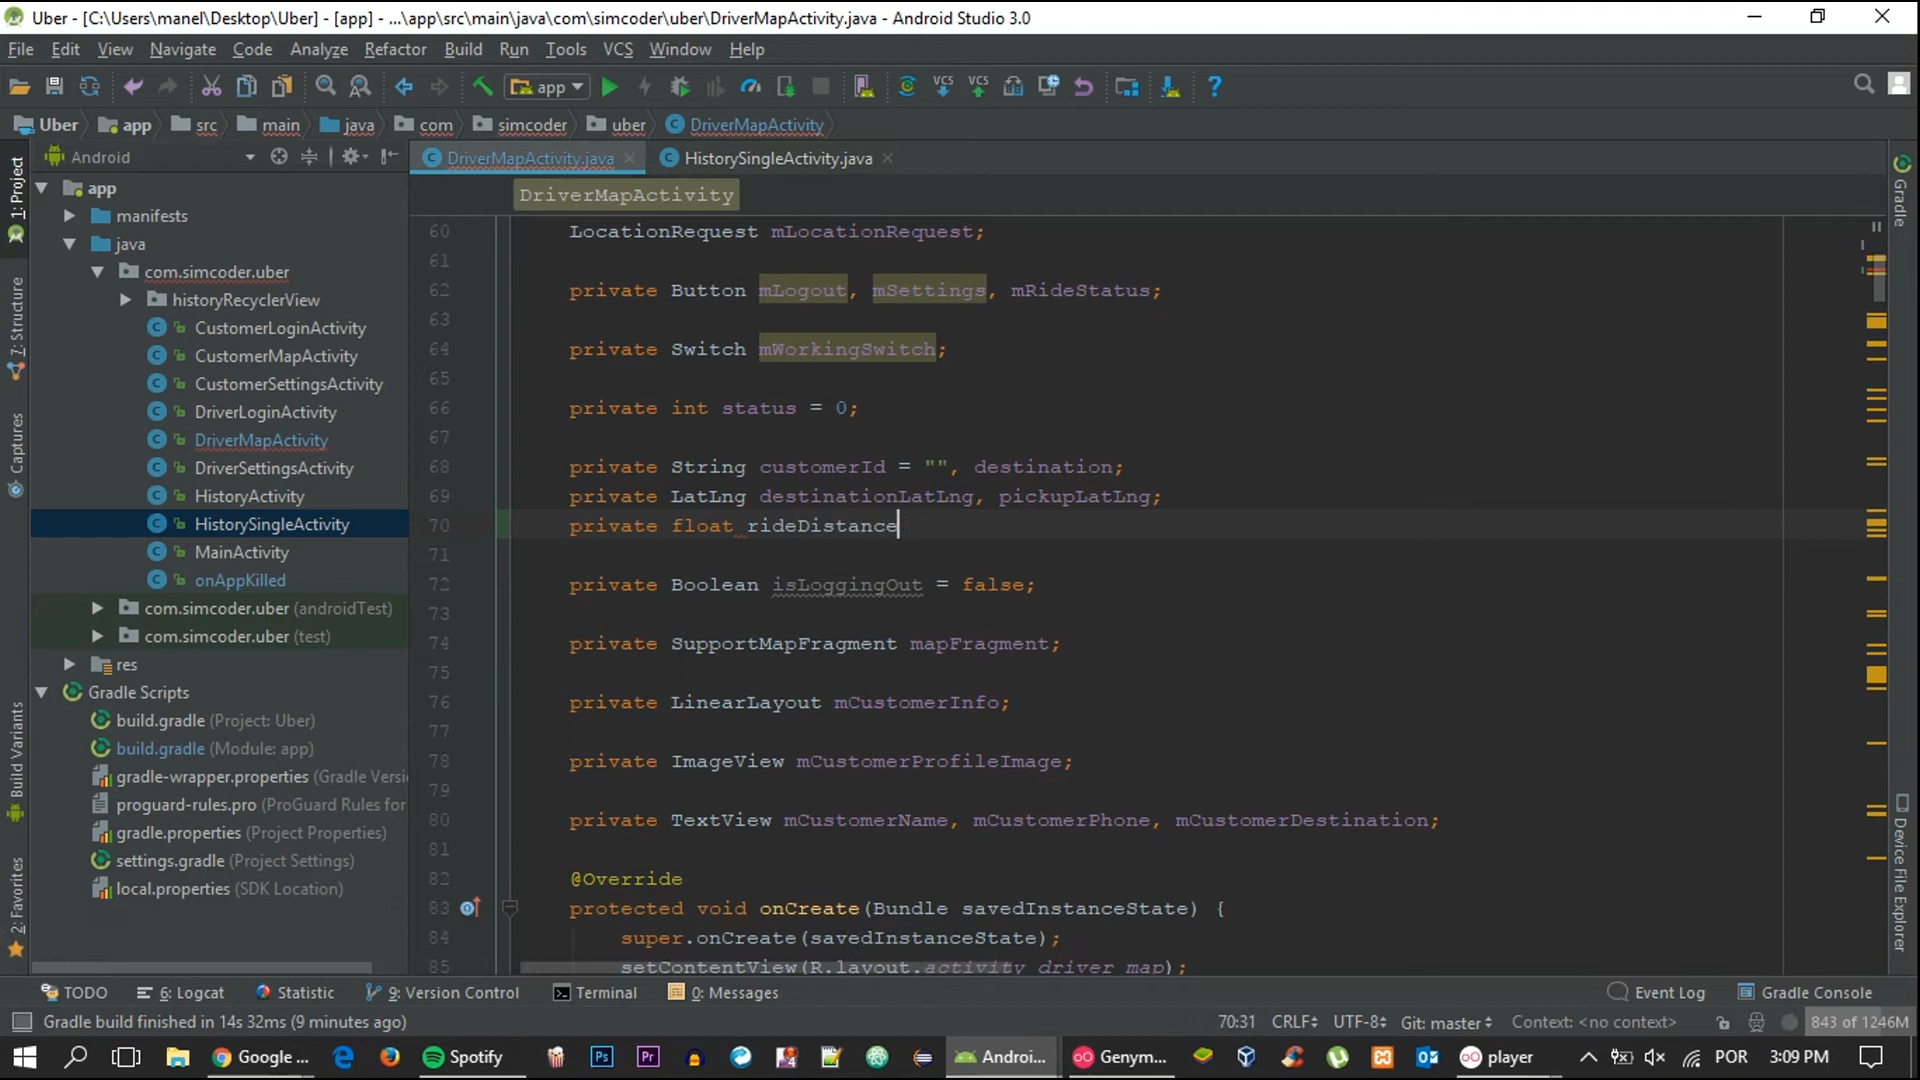 Uber - [C:\Users\manel\Desktop\Uber] - [app] - ...\app\src\main\java\com\simcoder\uber\DriverMapActivity.java - Android Studio 3.0
File Edit View Navigate Code Analyze Refactor Build Run Tools VCS Window Help
app VCS VCS ?
Uber app src main java com simcoder uber DriverMapActivity
Android DriverMapActivity.java HistorySingleActivity.java
DriverMapActivity
1: Project
7: Structure
Captures
Build Variants
2: Favorites
app
manifests
java
com.simcoder.uber
historyRecyclerView
CustomerLoginActivity
CustomerMapActivity
CustomerSettingsActivity
DriverLoginActivity
DriverMapActivity
DriverSettingsActivity
HistoryActivity
HistorySingleActivity
MainActivity
onAppKilled
com.simcoder.uber (androidTest)
com.simcoder.uber (test)
res
Gradle Scripts
build.gradle (Project: Uber)
build.gradle (Module: app)
gradle-wrapper.properties (Gradle Versi
proguard-rules.pro (ProGuard Rules for
gradle.properties (Project Properties)
settings.gradle (Project Settings)
local.properties (SDK Location)
60 LocationRequest mLocationRequest;
61
62 private Button mLogout, mSettings, mRideStatus;
63
64 private Switch mWorkingSwitch;
65
66 private int status = 0;
67
68 private String customerId = "", destination;
69 private LatLng destinationLatLng, pickupLatLng;
70 private float rideDistance
71
72 private Boolean isLoggingOut = false;
73
74 private SupportMapFragment mapFragment;
75
76 private LinearLayout mCustomerInfo;
77
78 private ImageView mCustomerProfileImage;
79
80 private TextView mCustomerName, mCustomerPhone, mCustomerDestination;
81
82 @Override
83 protected void onCreate(Bundle savedInstanceState) {
84 super.onCreate(savedInstanceState);
85 setContentView(R.layout.activity_driver_map);
Gradle
Device File Explorer
TODO 6: Logcat Statistic 9: Version Control Terminal 0: Messages Event Log Gradle Console
Gradle build finished in 14s 32ms (9 minutes ago) 70:31 CRLF UTF-8 Git: master Context: <no context> 843 of 1246M
Google ... Spotify Ps Pr Androi... Genym... player POR 3:09 PM